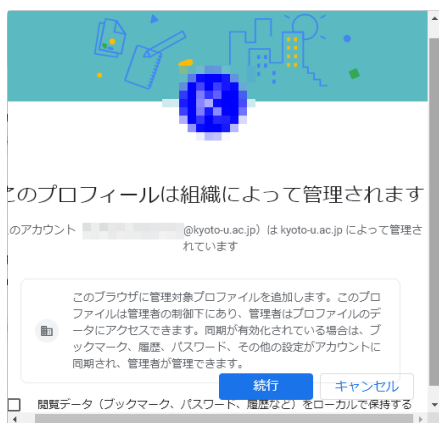 このプロフィールは組織によって管理されます
のアカウント @kyoto-u.ac.jp）は kyoto-u.ac.jp によって管理さ
れています
このブラウザに管理対象プロファイルを追加します。このプロ
ファイルは管理者の制御下にあり、管理者はプロファイルのデ
ータにアクセスできます。同期が有効化されている場合は、ブ
ックマーク、履歴、パスワード、その他の設定がアカウントに
同期され、管理者が管理できます。
続行
キャンセル
閲覧データ（ブックマーク、パスワード、履歴など）をローカルで保持する